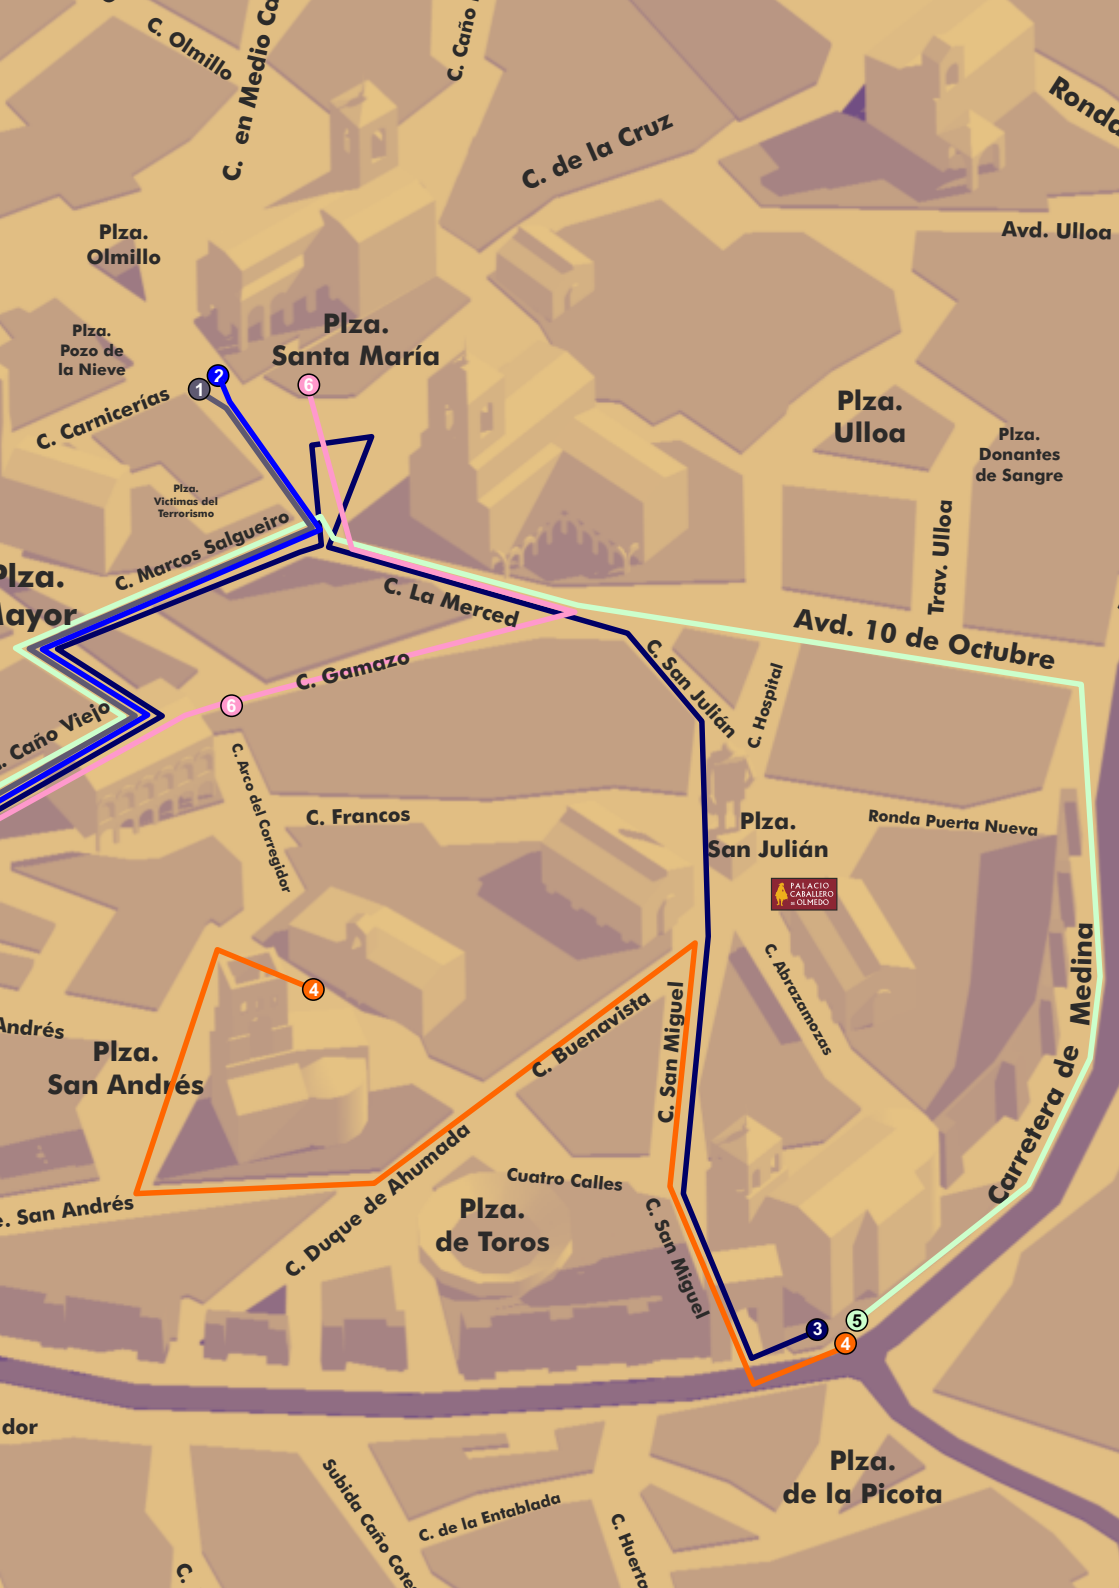 C. Olmillo
C. en Medio Ca
C. Caño
C. de la Cruz
Ronda
Avd. Ulloa
Plza.
Olmillo
Plza.
Pozo de
la Nieve
Plza.
Santa María
1
2
6
C. Carnicerías
Plza.
Ulloa
Plza.
Donantes
de Sangre
Plza.
Victimas del
Terrorismo
C. Marcos Salgueiro
Trav. Ulloa
Plza.
Mayor
C. La Merced
Avd. 10 de Octubre
C. Gamazo
C. San Julián
C. Hospital
6
. Caño Viejo
C. Arco del Corregidor
C. Francos
Plza.
San Julián
Ronda Puerta Nueva
PALACIO
CABALLERO
DE OLMEDO
4
C. Abrazamozas
Carretera de Medina
Andrés
Plza.
San Andrés
C. Buenavista
C. San Miguel
e. San Andrés
C. Duque de Ahumada
Cuatro Calles
Plza.
de Toros
C. San Miguel
3
5
4
dor
Plza.
de la Picota
Subida Caño Cote
C. de la Entablada
C. Huerta
C.